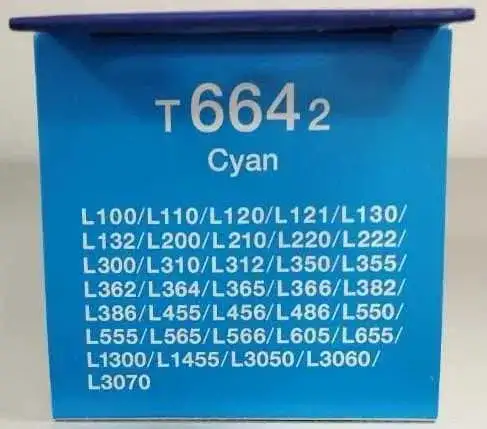 T6642
Cyan
L100/L110/L120/L121/L130/
L132/L200/L210/L220/L222/
L300/L310/L312/L350/L355/
L362/L364/L365/L366/L382/
L386/L455/L456/L486/L550/
L555/L565/L566/L605/L655/
L1300/L1455/L3050/L3060/
L3070